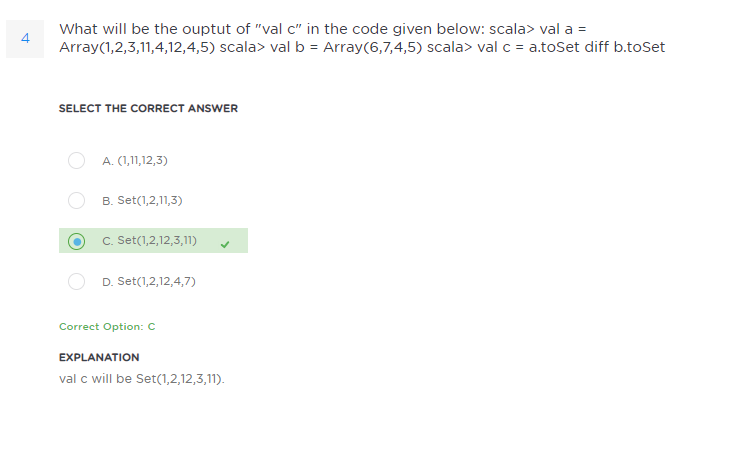 4
What will be the ouptut of "val c" in the code given below: scala> val a =
Array(1,2,3,11,4,12,4,5) scala> val b = Array(6,7,4,5) scala> val c = a.toSet diff b.toSet
SELECT THE CORRECT ANSWER
A. (1,11,12,3)
B. Set(1,2,11,3)
C. Set(1,2,12,3,11)
D. Set(1,2,12,4,7)
Correct Option: C
EXPLANATION
val c will be Set(1,2,12,3,11).